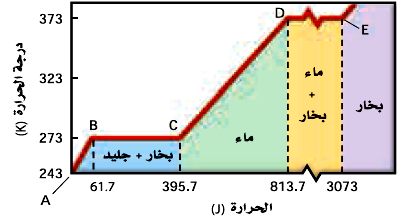 درجة الحرارة (K)
373
323
273
243
A
B
C
D
E
بخار + جليد
ماء
ماء
+
بخار
بخار
61.7
395.7
813.7
3073
الحرارة (J)